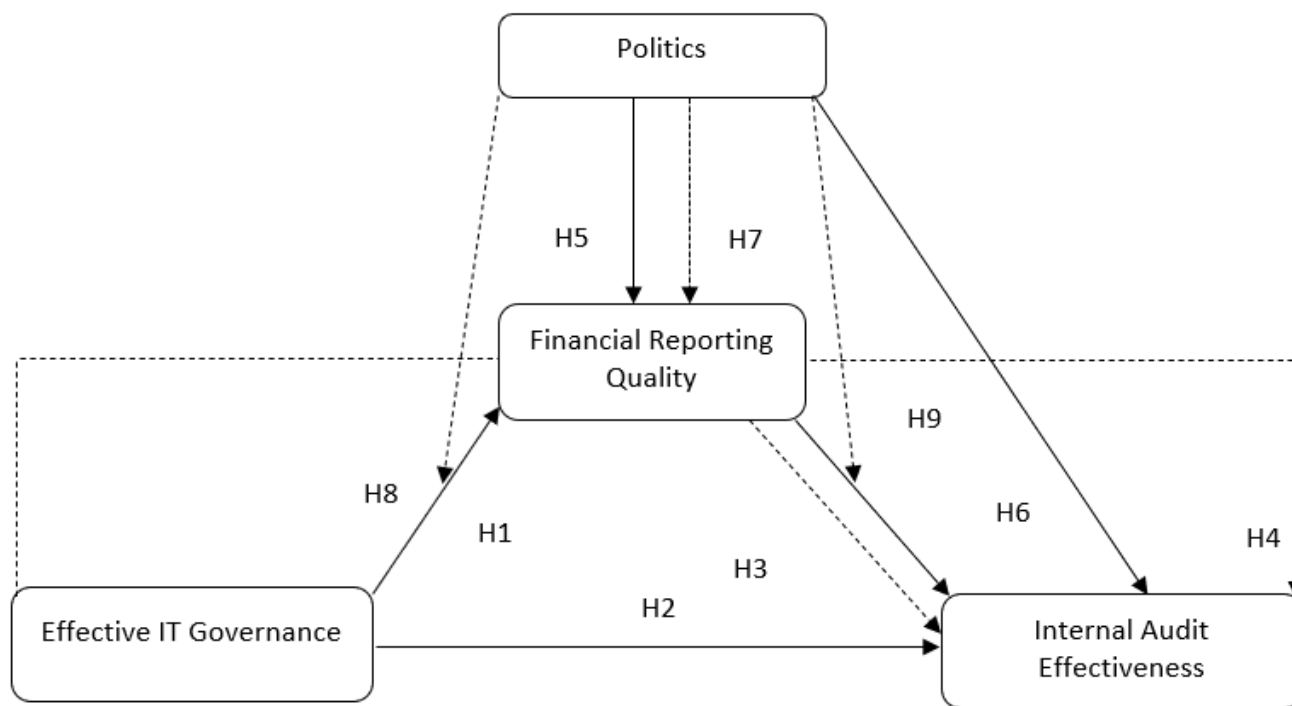 Politics
H5
H7
Financial Reporting
Quality
H9
H8
H1
H6
H4
H3
H2
Effective IT Governance
Internal Audit
Effectiveness